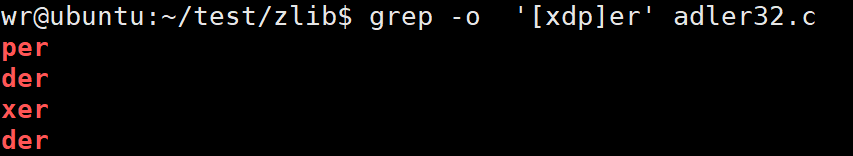 wr@ubuntu:~/test/zlib$ grep -o  '[xdp]er' adler32.c
per
der
xer
der